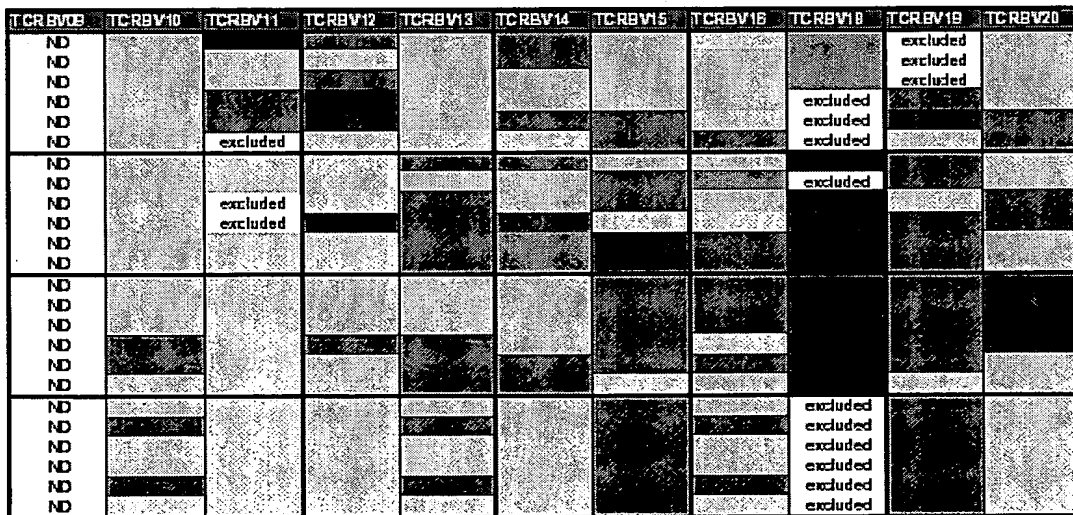 TCRBV09 TCRBV10 TCRBV11 TCRBV12 TCRBV13 TCRBV14 TCRBV15 TCRBV16 TCRBV18 TCRBV19 TCRBV20
ND excluded
ND excluded
ND excluded
ND excluded
ND excluded
ND excluded excluded
ND
ND excluded
ND excluded
ND excluded
ND
ND
ND
ND
ND
ND
ND
ND
ND excluded
ND excluded
ND excluded
ND excluded
ND excluded
ND excluded